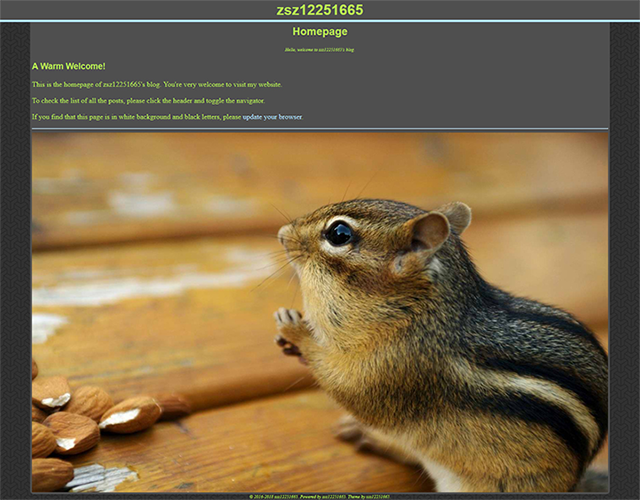 zsz12251665
Homepage
Hello, welcome to zsz12251665's blog.
A Warm Welcome!
This is the homepage of zsz12251665's blog. You're very welcome to visit my website.
To check the list of all the posts, please click the header and toggle the navigator.
If you find that this page is in white background and black letters, please update your browser.
© 2016-2018 zsz12251665. Powered by zsz12251665. Theme by zsz12251665.